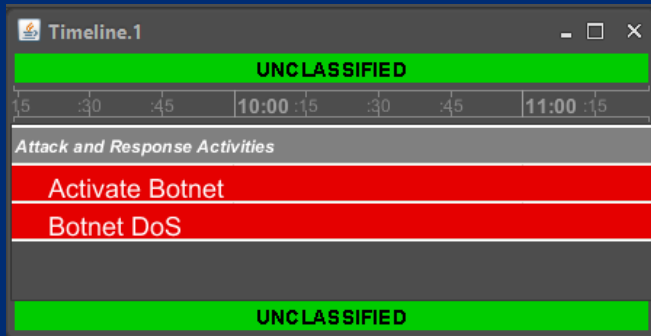 Timeline.1
UNCLASSIFIED
15 :30 :45 10:00 :15 :30 :45 11:00 :15
Attack and Response Activities
Activate Botnet
Botnet DoS
UNCLASSIFIED